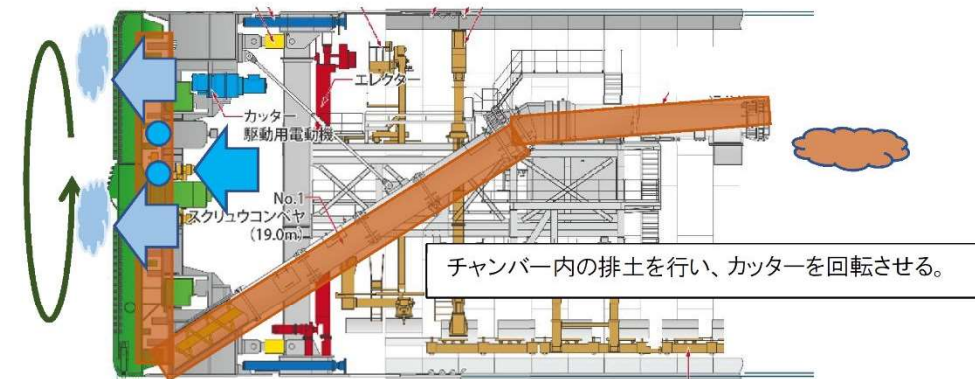 エレクター
カッター
駆動用電動機
No.1
スクリュウコンベヤ
(19.0m)
チャンバー内の排土を行い、カッターを回転させる。